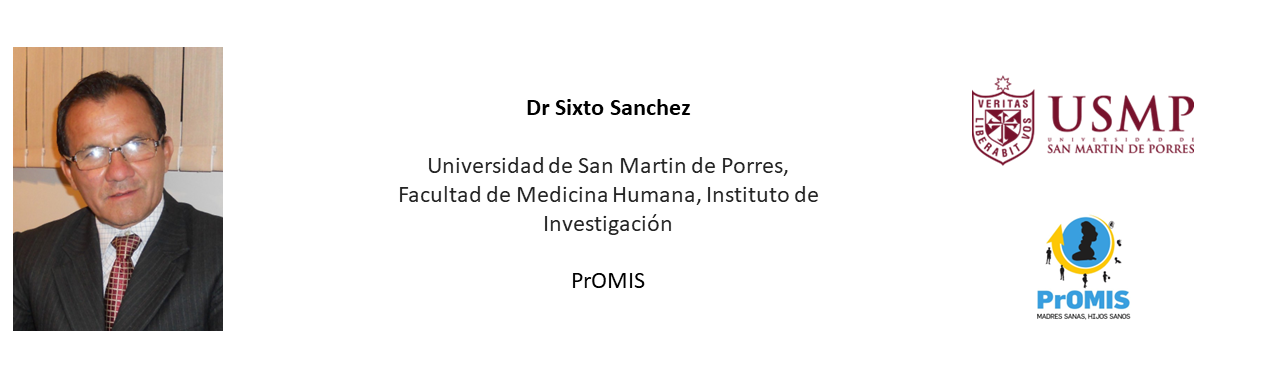 Dr Sixto Sanchez
Universidad de San Martin de Porres,
Facultad de Medicina Humana, Instituto de
Investigación
PrOMIS
VERITAS
LIBERABIT VOS
USMP
UNIVERSIDAD DE
SAN MARTIN DE PORRES
PrOMIS
MADRES SANAS, HIJOS SANOS